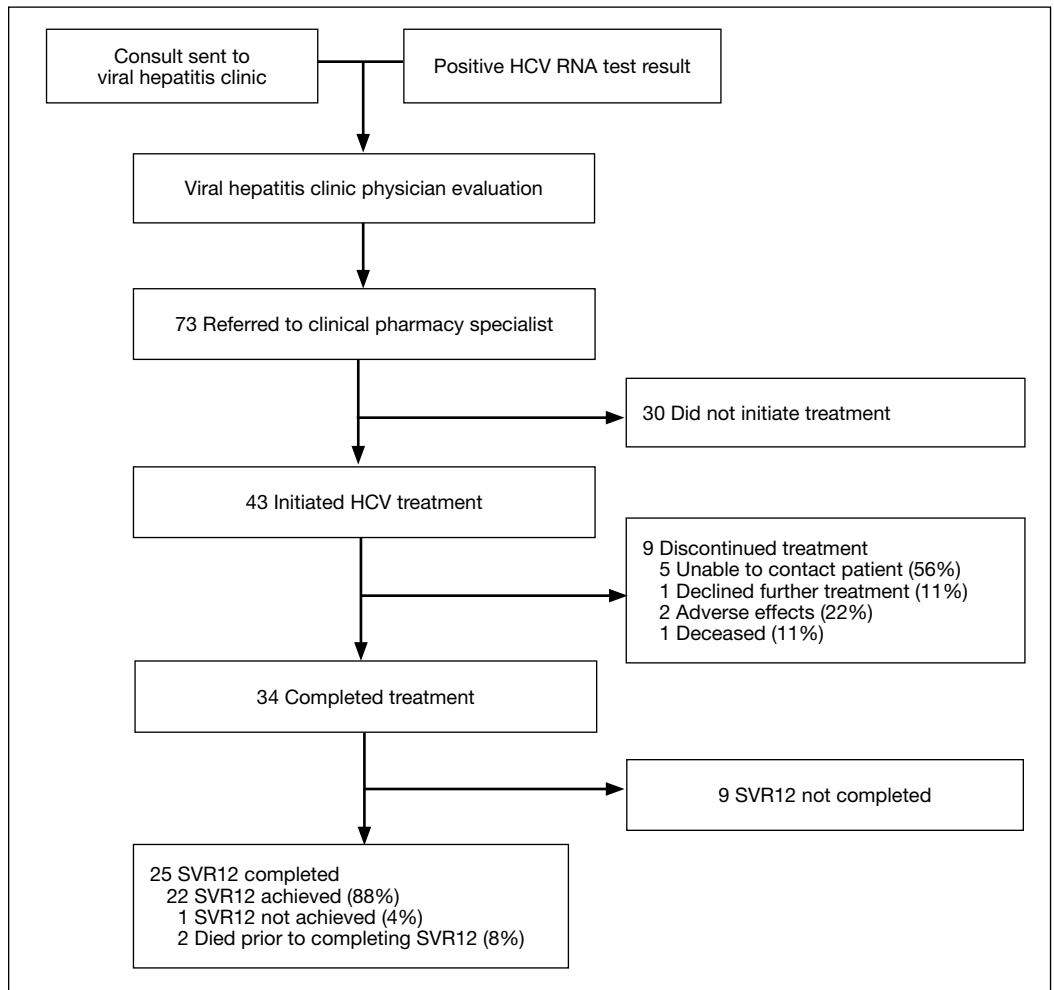 Consult sent to
viral hepatitis clinic
Positive HCV RNA test result
Viral hepatitis clinic physician evaluation
73 Referred to clinical pharmacy specialist
30 Did not initiate treatment
43 Initiated HCV treatment
9 Discontinued treatment
5 Unable to contact patient (56%)
1 Declined further treatment (11%)
2 Adverse effects (22%)
1 Deceased (11%)
34 Completed treatment
9 SVR12 not completed
25 SVR12 completed
22 SVR12 achieved (88%)
1 SVR12 not achieved (4%)
2 Died prior to completing SVR12 (8%)